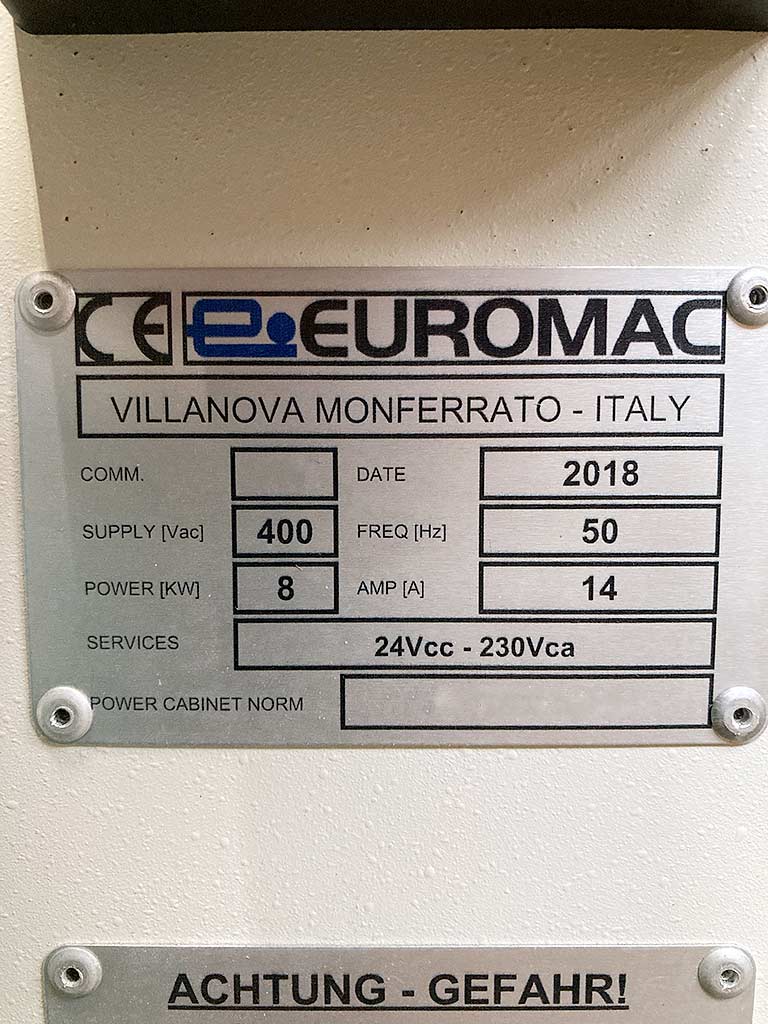 CE e EUROMAC
VILLANOVA MONFERRATO - ITALY
COMM. DATE 2018
SUPPLY [Vac] 400 FREQ [Hz] 50
POWER [KW] 8 AMP [A] 14
SERVICES 24Vcc - 230Vca
POWER CABINET NORM
ACHTUNG - GEFAHR!